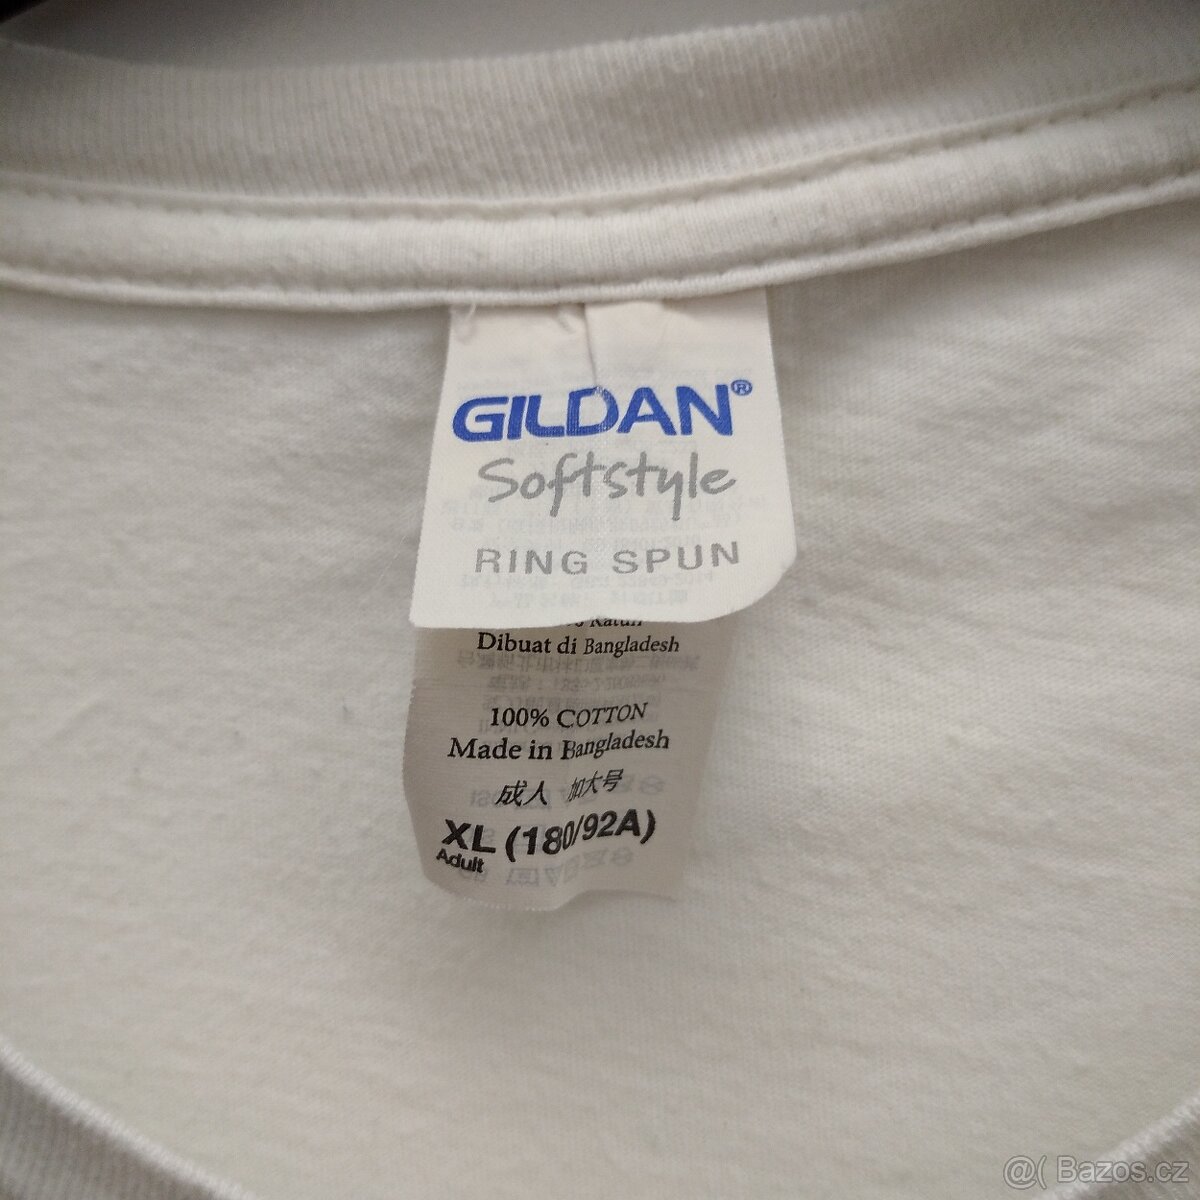 GILDAN®
Softstyle
RING SPUN
Katun
Dibuat di Bangladesh
100% COTTON
Made in Bangladesh
成人 加大号
XL (180/92A)
Adult
@( Bazos.cz